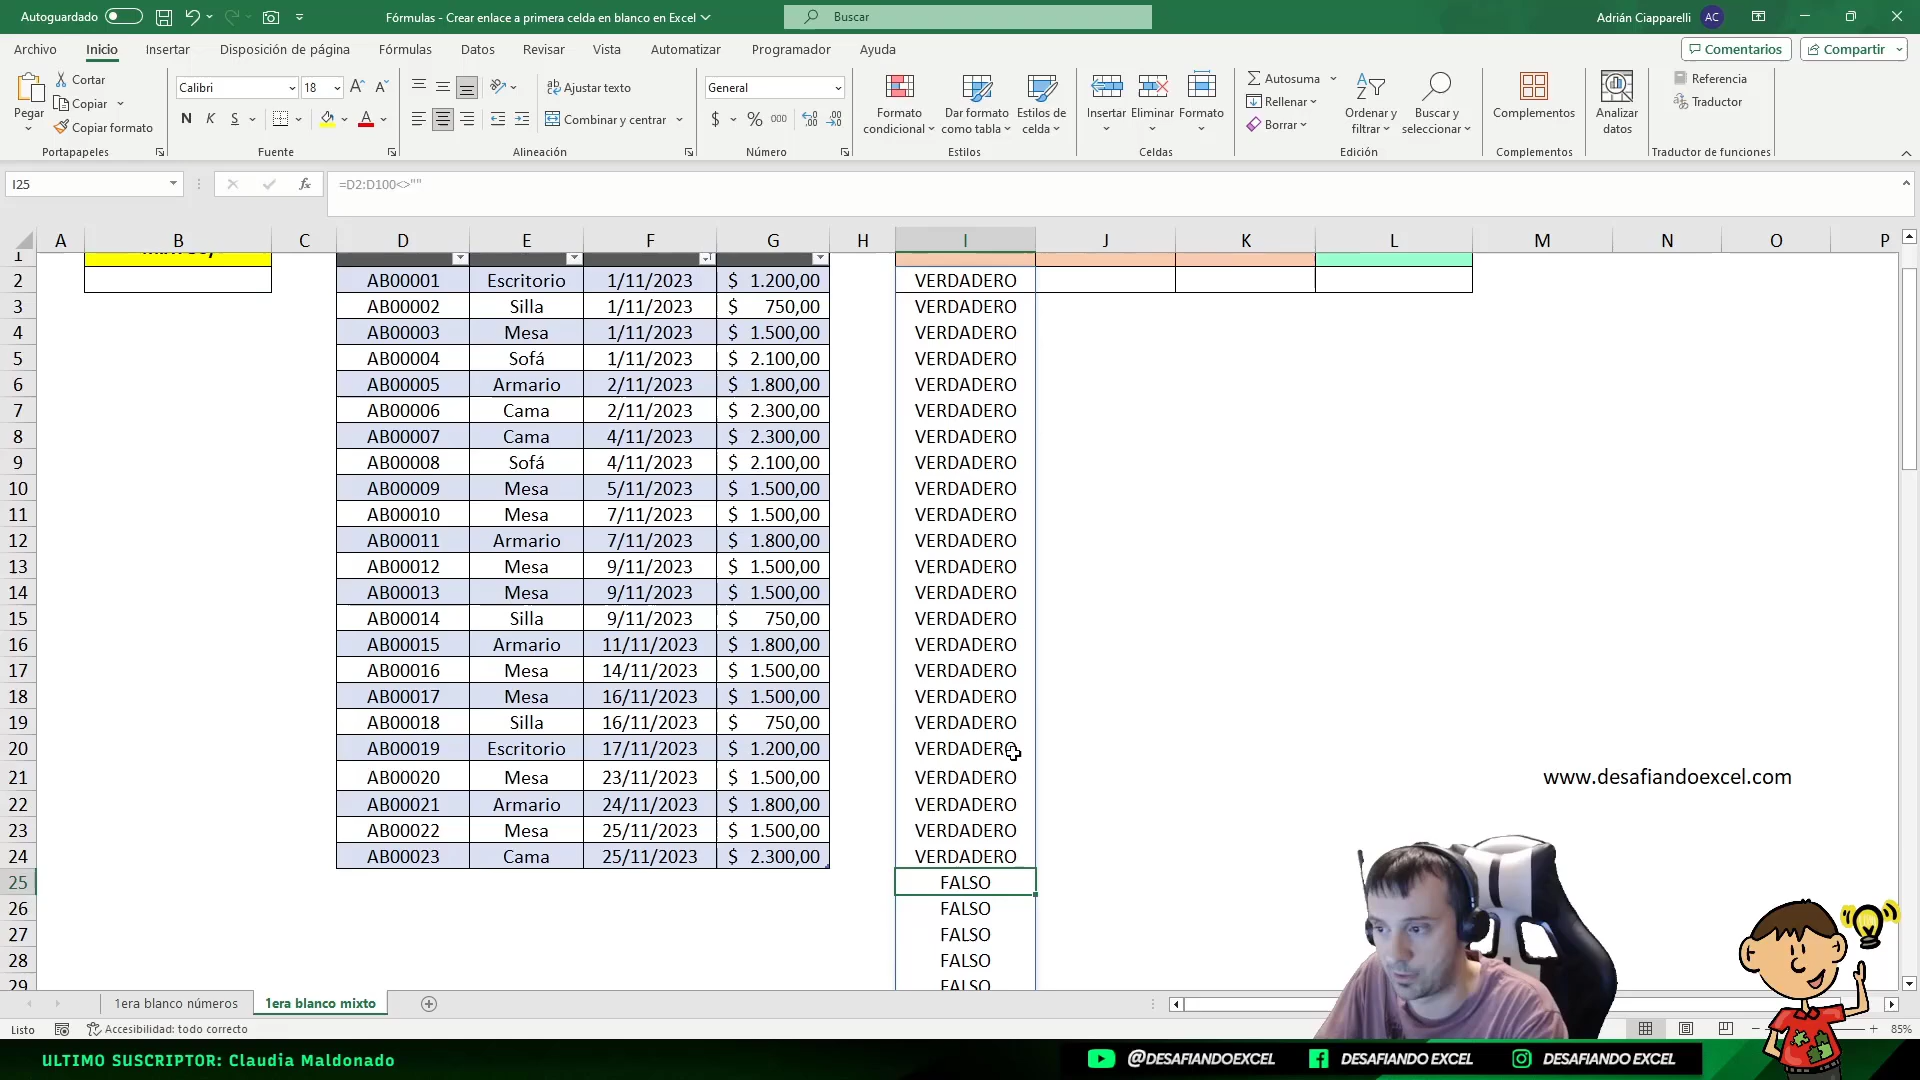 Autoguardado
Fórmulas - Crear enlace a primera celda en blanco en Excel
Buscar
Adrián Ciapparelli
AC
Archivo Inicio Insertar Disposición de página Fórmulas Datos Revisar Vista Automatizar Programador Ayuda
Comentarios
Compartir
Pegar
Cortar
Copiar
Copiar formato
Portapapeles
Calibri
18
N K S
Fuente
Ajustar texto
Combinar y centrar
Alineación
General
$ % 000
Número
Formato condicional
Dar formato como tabla
Estilos de celda
Estilos
Insertar
Eliminar
Formato
Celdas
Autosuma
Rellenar
Borrar
Ordenar y filtrar
Buscar y seleccionar
Edición
Complementos
Complementos
Analizar datos
Referencia
Traductor
Traductor de funciones
I25
fx
=D2:D100<>""
A B C D E F G H I J K L M N O P
1
2 AB00001 Escritorio 1/11/2023 $ 1.200,00 VERDADERO
3 AB00002 Silla 1/11/2023 $ 750,00 VERDADERO
4 AB00003 Mesa 1/11/2023 $ 1.500,00 VERDADERO
5 AB00004 Sofá 1/11/2023 $ 2.100,00 VERDADERO
6 AB00005 Armario 2/11/2023 $ 1.800,00 VERDADERO
7 AB00006 Cama 2/11/2023 $ 2.300,00 VERDADERO
8 AB00007 Cama 4/11/2023 $ 2.300,00 VERDADERO
9 AB00008 Sofá 4/11/2023 $ 2.100,00 VERDADERO
10 AB00009 Mesa 5/11/2023 $ 1.500,00 VERDADERO
11 AB00010 Mesa 7/11/2023 $ 1.500,00 VERDADERO
12 AB00011 Armario 7/11/2023 $ 1.800,00 VERDADERO
13 AB00012 Mesa 9/11/2023 $ 1.500,00 VERDADERO
14 AB00013 Mesa 9/11/2023 $ 1.500,00 VERDADERO
15 AB00014 Silla 9/11/2023 $ 750,00 VERDADERO
16 AB00015 Armario 11/11/2023 $ 1.800,00 VERDADERO
17 AB00016 Mesa 14/11/2023 $ 1.500,00 VERDADERO
18 AB00017 Mesa 16/11/2023 $ 1.500,00 VERDADERO
19 AB00018 Silla 16/11/2023 $ 750,00 VERDADERO
20 AB00019 Escritorio 17/11/2023 $ 1.200,00 VERDADERO
21 AB00020 Mesa 23/11/2023 $ 1.500,00 VERDADERO
22 AB00021 Armario 24/11/2023 $ 1.800,00 VERDADERO
23 AB00022 Mesa 25/11/2023 $ 1.500,00 VERDADERO
24 AB00023 Cama 25/11/2023 $ 2.300,00 VERDADERO
25 FALSO
26 FALSO
27 FALSO
28 FALSO
29 FALSO
www.desafiandoexcel.com
1era blanco números
1era blanco mixto
Listo
Accesibilidad: todo correcto
85%
ULTIMO SUSCRIPTOR: Claudia Maldonado
@DESAFIANDOEXCEL
DESAFIANDO EXCEL
DESAFIANDO EXCEL